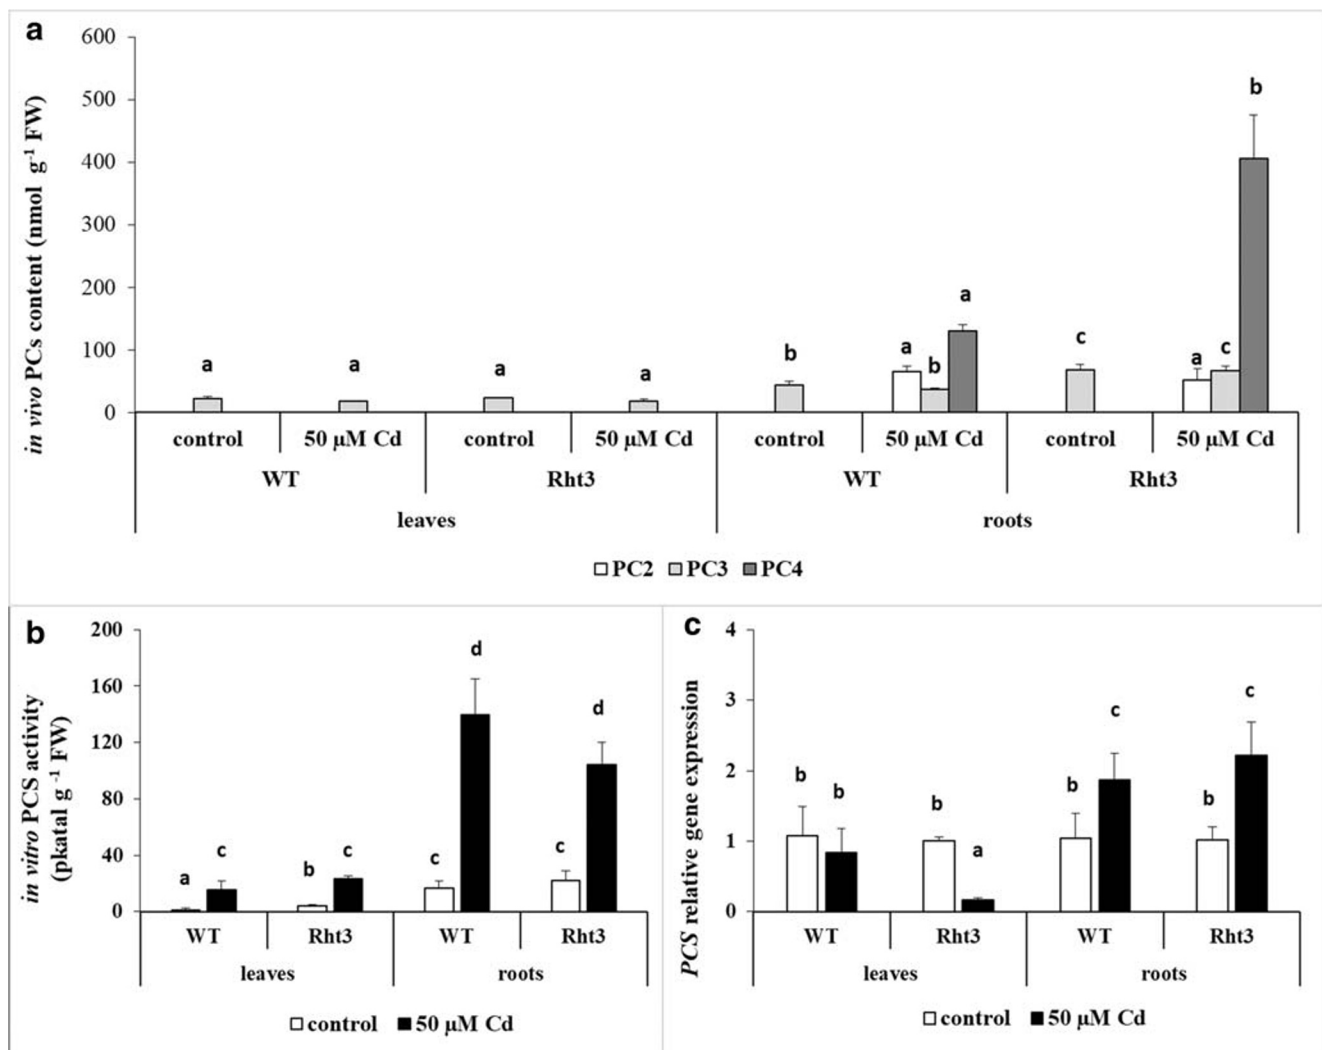 a
in vivo PCs content (nmol g-1 FW)
600
500
400
300
200
100
0
a
a
a
a
b
a
b
a
c
a
c
b
control
50 μM Cd
control
50 μM Cd
control
50 μM Cd
control
50 μM Cd
WT
Rht3
WT
Rht3
leaves
roots
PC2 PC3 PC4
b
in vitro PCS activity
(pkatal g -1 FW)
200
160
120
80
40
0
a
c
b
c
c
d
c
d
WT
Rht3
WT
Rht3
leaves
roots
control 50 μM Cd
c
PCS relative gene expression
4
3
2
1
0
b
b
b
a
b
c
b
c
WT
Rht3
WT
Rht3
leaves
roots
control 50 μM Cd